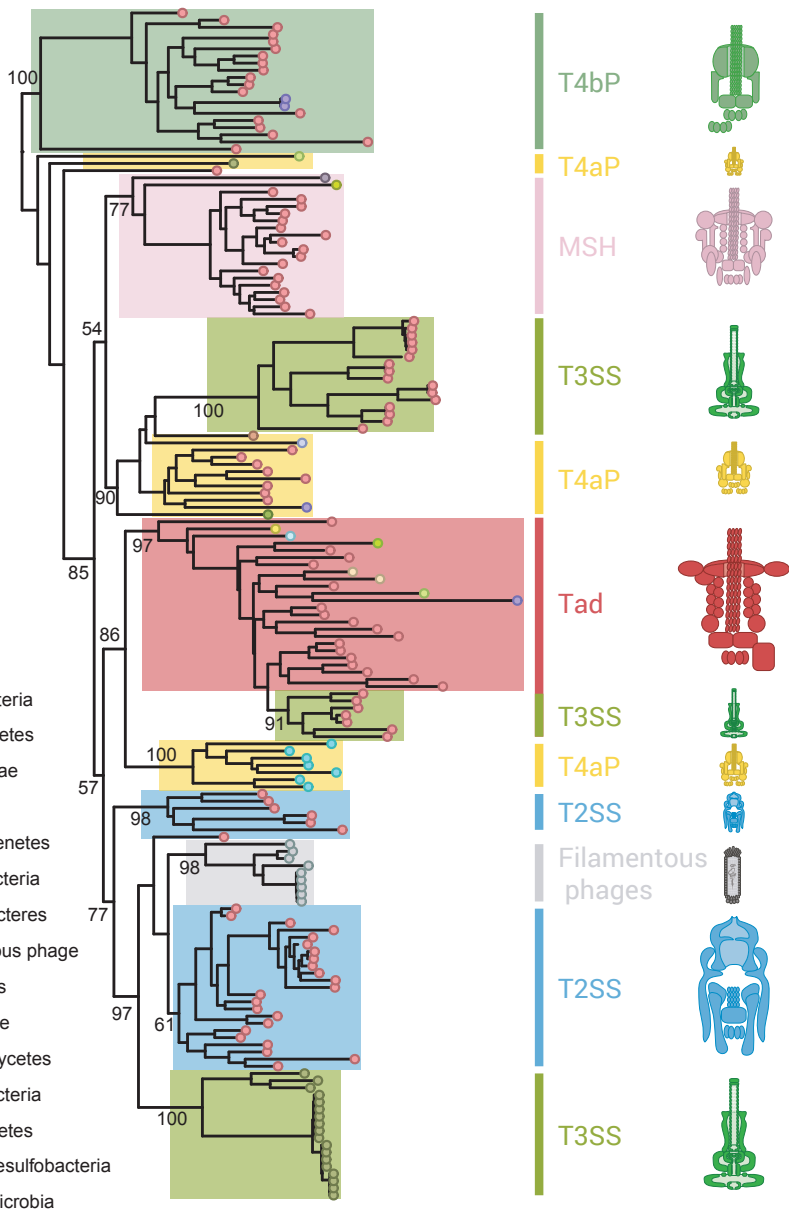 100
T4bP
T4aP
77
MSH
54
T3SS
100
T4aP
90
97
85
Tad
86
teria
etes
91
T3SS
ae
100
T4aP
57
98
T2SS
enetes
98
Filamentous
phages
cteria
cteres
77
ous phage
s
T2SS
97
61
e
ycetes
cteria
100
etes
T3SS
esulfobacteria
icrobia